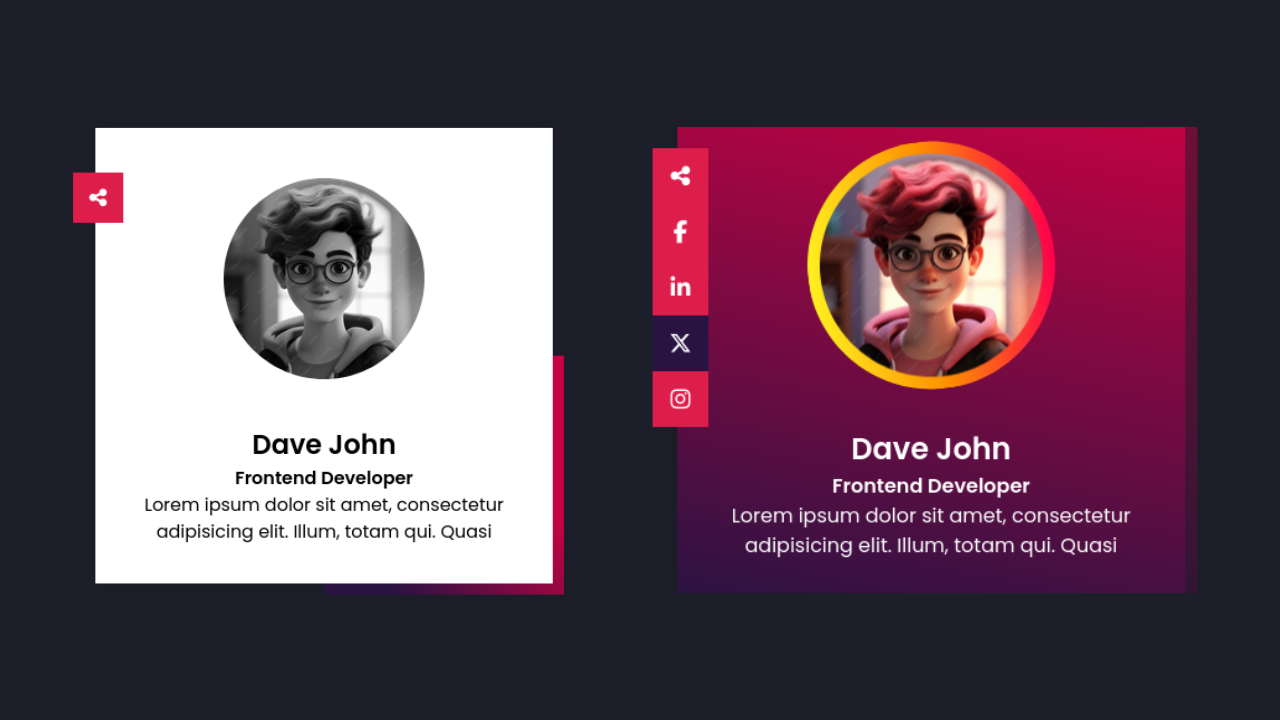 Dave John
Frontend Developer
Lorem ipsum dolor sit amet, consectetur
adipisicing elit. Illum, totam qui. Quasi
Dave John
Frontend Developer
Lorem ipsum dolor sit amet, consectetur
adipisicing elit. Illum, totam qui. Quasi